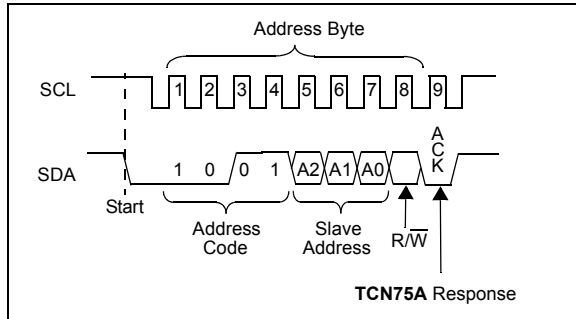 Address Byte
SCL 1 2 3 4 5 6 7 8 9
ACK
SDA 1 0 0 1 A2 A1 A0
Start
Address Code
Slave Address
R/W̅
TCN75A Response